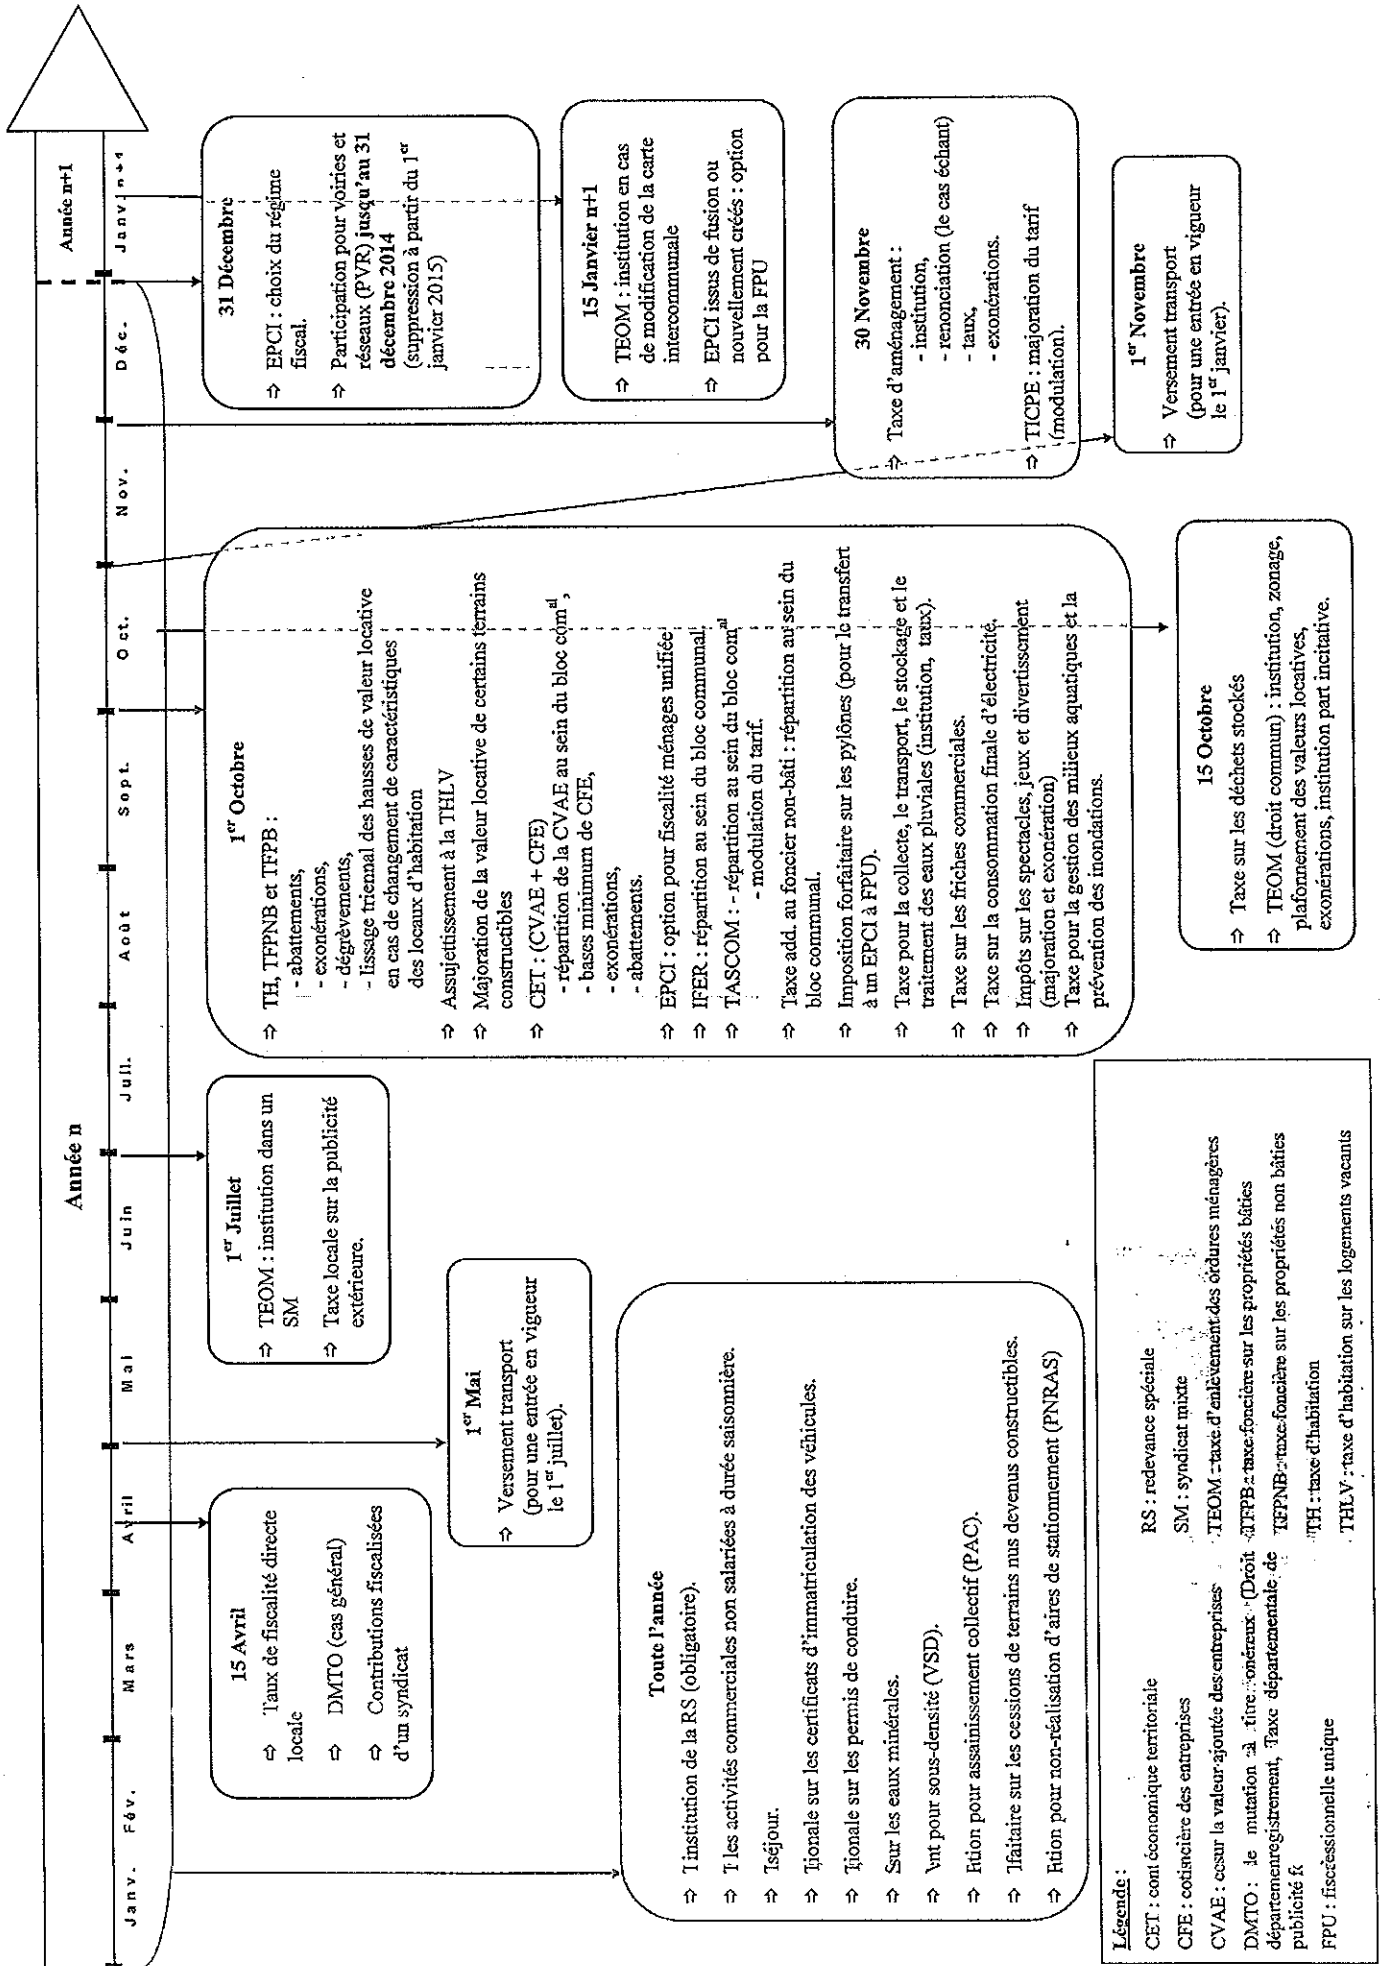 Année n
Année n+1
Janv. Fév. Mars Avril Mai Juin Juil. Août Sept. Oct. Nov. Déc. Janv. n+1
15 Avril
⇨ Taux de fiscalité directe
locale
⇨ DMTO (cas général)
⇨ Contributions fiscalisées
d'un syndicat
1er Mai
⇨ Versement transport
(pour une entrée en vigueur
le 1er juillet).
1er Juillet
⇨ TEOM : institution dans un
SM
⇨ Taxe locale sur la publicité
extérieure.
Toute l'année
⇨ institution de la RS (obligatoire).
⇨ les activités commerciales non salariées à durée saisonnière.
⇨ séjour.
⇨ ionale sur les certificats d'immatriculation des véhicules.
⇨ ionale sur les permis de conduire.
⇨ sur les eaux minérales.
⇨ nt pour sous-densité (VSD).
⇨ tion pour assainissement collectif (PAC).
⇨ faitaire sur les cessions de terrains nus devenus constructibles.
⇨ tion pour non-réalisation d'aires de stationnement (PNRAS)
1er Octobre
⇨ TH, TFPNB et TFPB :
- abattements,
- exonérations,
- dégrèvements,
- lissage triennal des hausses de valeur locative
en cas de changement de caractéristiques
des locaux d'habitation
⇨ Assujettissement à la THLV
⇨ Majoration de la valeur locative de certains terrains
constructibles
⇨ CET : (CVAE + CFE)
- répartition de la CVAE au sein du bloc comal,
- bases minimum de CFE,
- exonérations,
- abattements.
⇨ EPCI : option pour fiscalité ménages unifiée
⇨ IFER : répartition au sein du bloc communal.
⇨ TASCOM : - répartition au sein du bloc comal
- modulation du tarif.
⇨ Taxe add. au foncier non-bâti : répartition au sein du
bloc communal.
⇨ Imposition forfaitaire sur les pylônes (pour le transfert
à un EPCI à FPU).
⇨ Taxe pour la collecte, le transport, le stockage et le
traitement des eaux pluviales (institution, taux).
⇨ Taxe sur les friches commerciales.
⇨ Taxe sur la consommation finale d'électricité.
⇨ Impôts sur les spectacles, jeux et divertissement
(majoration et exonération)
⇨ Taxe pour la gestion des milieux aquatiques et la
prévention des inondations.
15 Octobre
⇨ Taxe sur les déchets stockés
⇨ TEOM (droit commun) : institution, zonage,
plafonnement des valeurs locatives,
exonérations, institution part incitative.
31 Décembre
⇨ EPCI : choix du régime
fiscal.
⇨ Participation pour voiries et
réseaux (PVR) jusqu'au 31
décembre 2014
(suppression à partir du 1er
janvier 2015)
15 Janvier n+1
⇨ TEOM : institution en cas
de modification de la carte
intercommunale
⇨ EPCI issus de fusion ou
nouvellement créés : option
pour la FPU
30 Novembre
⇨ Taxe d'aménagement :
- institution,
- renonciation (le cas échant)
- taux,
- exonérations.
⇨ TICPE : majoration du tarif
(modulation).
1er Novembre
⇨ Versement transport
(pour une entrée en vigueur
le 1er janvier).
Légende :
CET : cont économique territoriale
CFE : cotincière des entreprises
CVAE : cosur la valeur ajoutée des entreprises
DMTO : de mutation à titre onéreux (Droit
départemenregistrement, Taxe départementale de
publicité f
FPU : fiscessionnelle unique
RS : redevance spéciale
SM : syndicat mixte
TEOM : taxe d'enlèvement des ordures ménagères
TFPB : taxe foncière sur les propriétés bâties
TFPNB : taxe foncière sur les propriétés non bâties
TH : taxe d'habitation
THLV : taxe d'habitation sur les logements vacants